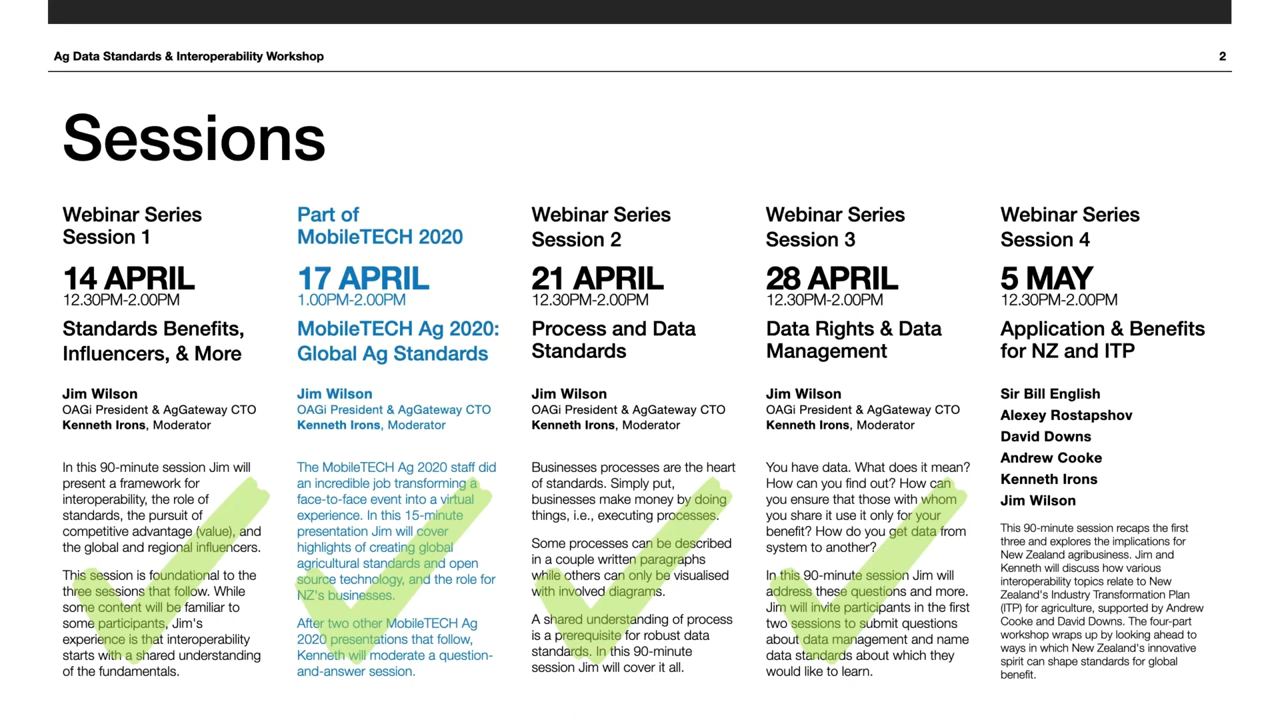 Ag Data Standards & Interoperability Workshop
2
Sessions
Webinar Series
Session 1
14 APRIL
12.30PM-2.00PM
Standards Benefits,
Influencers, & More
Jim Wilson
OAGi President & AgGateway CTO
Kenneth Irons, Moderator
In this 90-minute session Jim will
present a framework for
interoperability, the role of
standards, the pursuit of
competitive advantage (value), and
the global and regional influencers.
This session is foundational to the
three sessions that follow. While
some content will be familiar to
some participants, Jim's
experience is that interoperability
starts with a shared understanding
of the fundamentals.
Part of
MobileTECH 2020
17 APRIL
1.00PM-2.00PM
MobileTECH Ag 2020:
Global Ag Standards
Jim Wilson
OAGi President & AgGateway CTO
Kenneth Irons, Moderator
The MobileTECH Ag 2020 staff did
an incredible job transforming a
face-to-face event into a virtual
experience. In this 15-minute
presentation Jim will cover
highlights of creating global
agricultural standards and open
source technology, and the role for
NZ's businesses.
After two other MobileTECH Ag
2020 presentations that follow,
Kenneth will moderate a question-
and-answer session.
Webinar Series
Session 2
21 APRIL
12.30PM-2.00PM
Process and Data
Standards
Jim Wilson
OAGi President & AgGateway CTO
Kenneth Irons, Moderator
Businesses processes are the heart
of standards. Simply put,
businesses make money by doing
things, i.e., executing processes.
Some processes can be described
in a couple written paragraphs
while others can only be visualised
with involved diagrams.
A shared understanding of process
is a prerequisite for robust data
standards. In this 90-minute
session Jim will cover it all.
Webinar Series
Session 3
28 APRIL
12.30PM-2.00PM
Data Rights & Data
Management
Jim Wilson
OAGi President & AgGateway CTO
Kenneth Irons, Moderator
You have data. What does it mean?
How can you find out? How can
you ensure that those with whom
you share it use it only for your
benefit? How do you get data from
system to another?
In this 90-minute session Jim will
address these questions and more.
Jim will invite participants in the first
two sessions to submit questions
about data management and name
data standards about which they
would like to learn.
Webinar Series
Session 4
5 MAY
12.30PM-2.00PM
Application & Benefits
for NZ and ITP
Sir Bill English
Alexey Rostapshov
David Downs
Andrew Cooke
Kenneth Irons
Jim Wilson
This 90-minute session recaps the first
three and explores the implications for
New Zealand agribusiness. Jim and
Kenneth will discuss how various
interoperability topics relate to New
Zealand's Industry Transformation Plan
(ITP) for agriculture, supported by Andrew
Cooke and David Downs. The four-part
workshop wraps up by looking ahead to
ways in which New Zealand's innovative
spirit can shape standards for global
benefit.